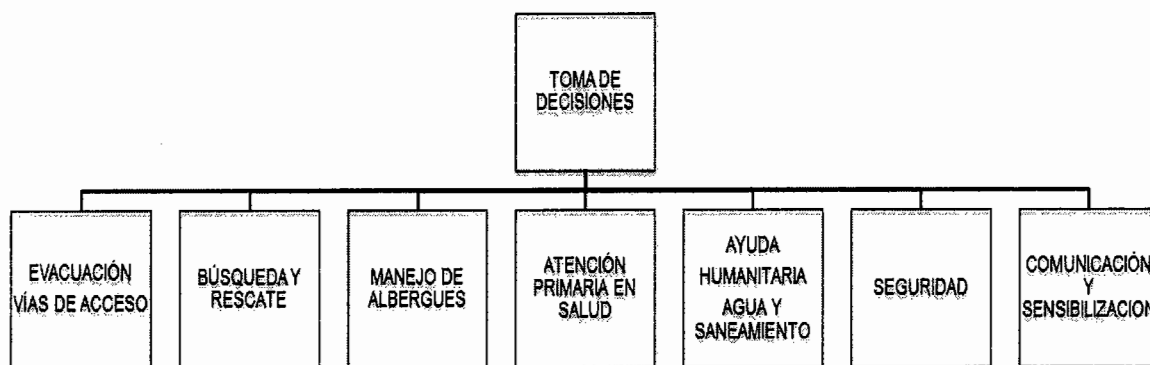 TOMA DE
DECISIONES
EVACUACIÓN
VÍAS DE ACCESO
BÚSQUEDA Y
RESCATE
MANEJO DE
ALBERGUES
ATENCIÓN
PRIMARIA EN
SALUD
AYUDA
HUMANITARIA
AGUA Y
SANEAMIENTO
SEGURIDAD
COMUNICACIÓN
Y
SENSIBILIZACION